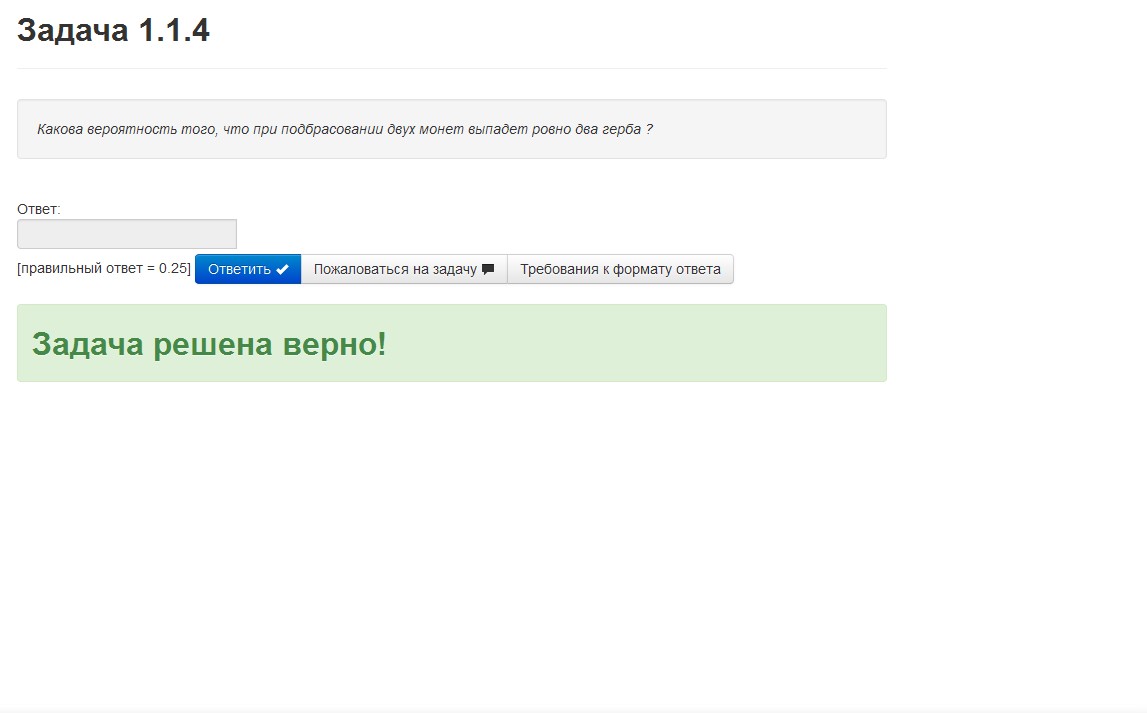 Задача 1.1.4
Какова вероятность того, что при подбрасовании двух монет выпадет ровно два герба ?
Ответ:
[правильный ответ = 0.25] Ответить Пожаловаться на задачу Требования к формату ответа
Задача решена верно!